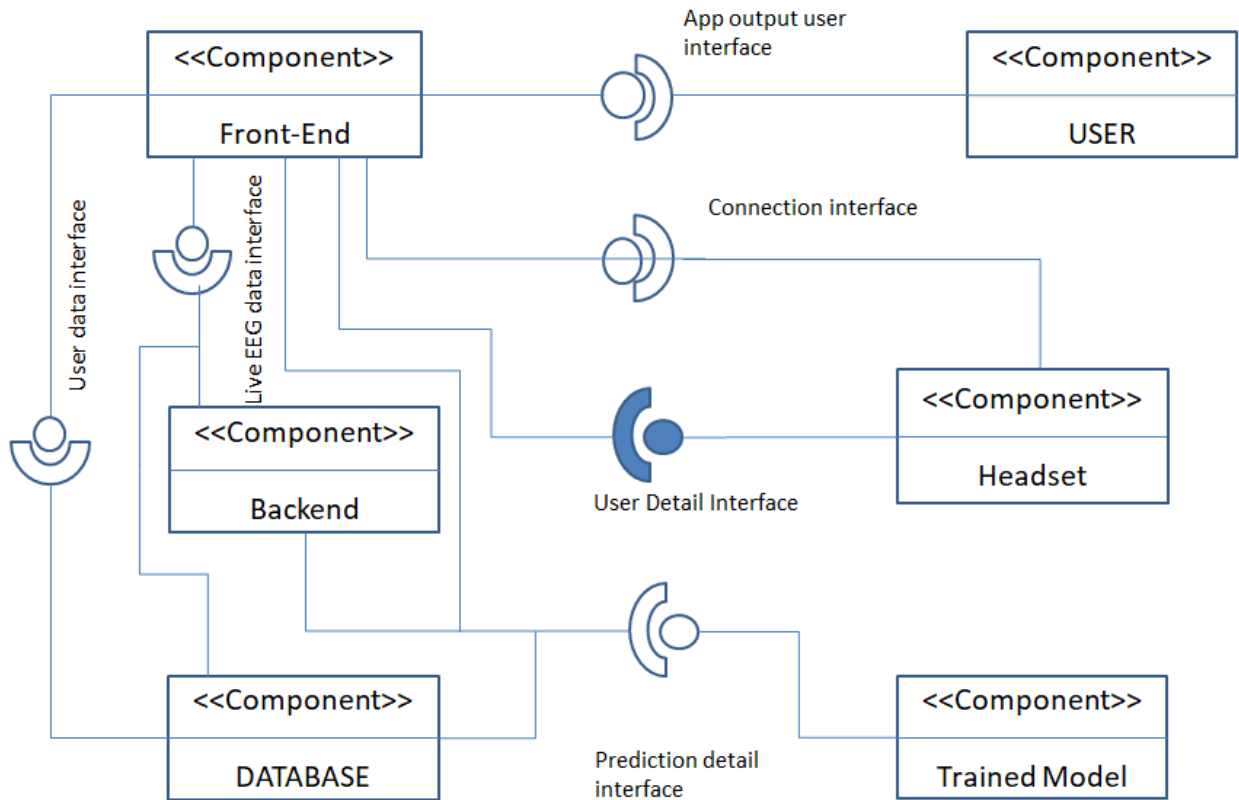 App output user
interface
<<Component>>
Front-End
<<Component>>
USER
Connection interface
User data interface
Live EEG data interface
<<Component>>
Headset
<<Component>>
Backend
User Detail Interface
<<Component>>
DATABASE
<<Component>>
Trained Model
Prediction detail
interface